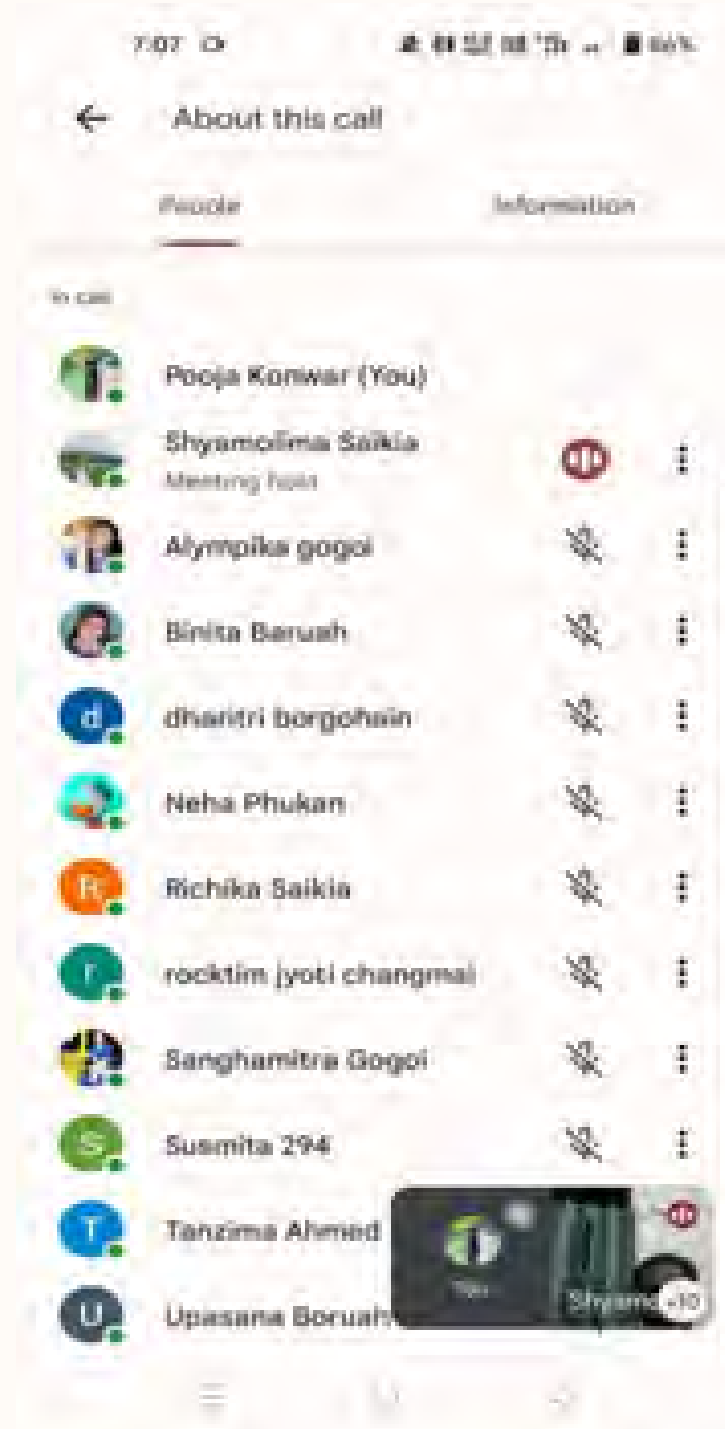 7:07
About this call
People Information
In call
Pooja Konwar (You)
Shyamolima Saikia
Meeting host
Alympika gogoi
Binita Baruah
d dharitri borgohain
Neha Phukan
R Richika Saikia
r rocktim jyoti changmai
Sanghamitra Gogoi
S Susmita 294
T Tanzima Ahmed
You
U Upasana Boruah